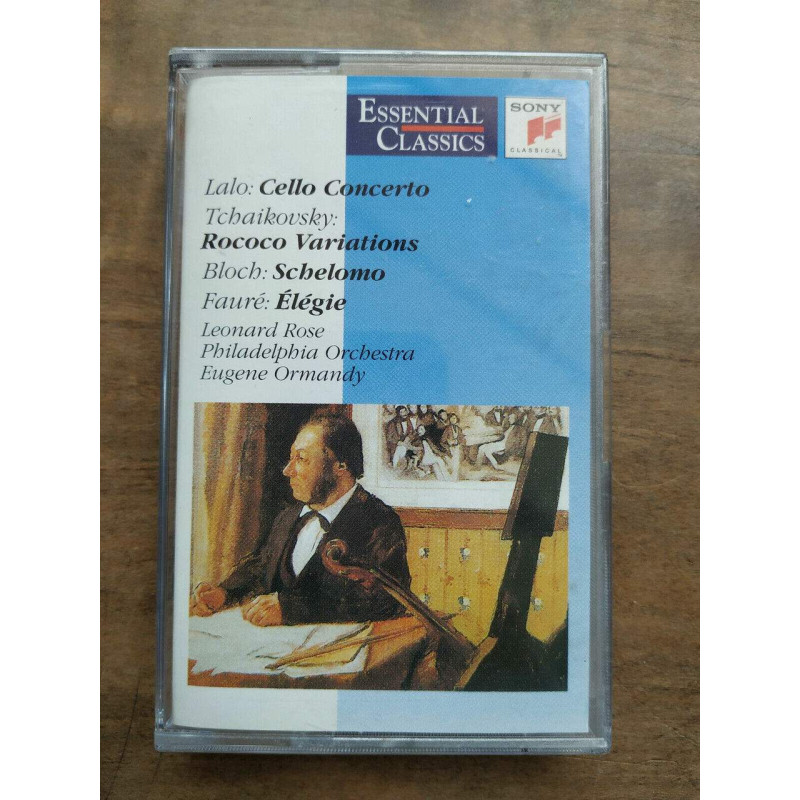 ESSENTIAL
CLASSICS
SONY
CLASSICAL
Lalo: Cello Concerto
Tchaikovsky:
Rococo Variations
Bloch: Schelomo
Fauré: Élégie
Leonard Rose
Philadelphia Orchestra
Eugene Ormandy